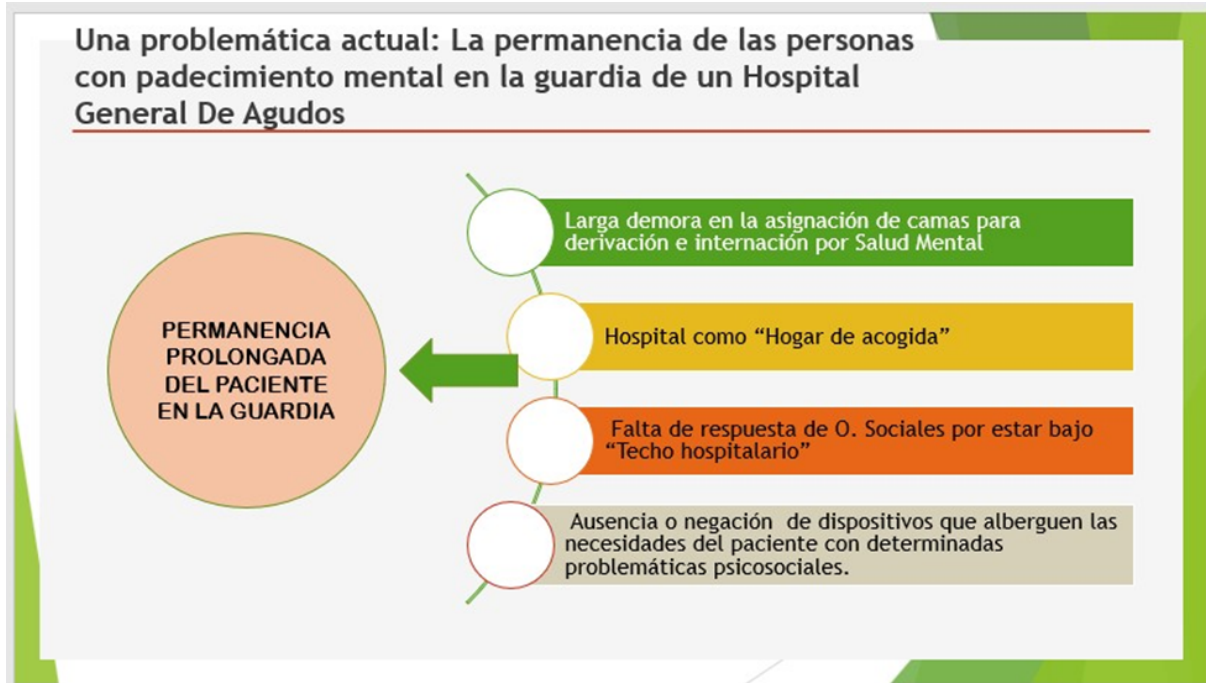 Una problemática actual: La permanencia de las personas
con padecimiento mental en la guardia de un Hospital
General De Agudos
PERMANENCIA
PROLONGADA
DEL PACIENTE
EN LA GUARDIA
Larga demora en la asignación de camas para
derivación e internación por Salud Mental
Hospital como “Hogar de acogida”
Falta de respuesta de O. Sociales por estar bajo
“Techo hospitalario”
Ausencia o negación de dispositivos que alberguen las
necesidades del paciente con determinadas
problemáticas psicosociales.